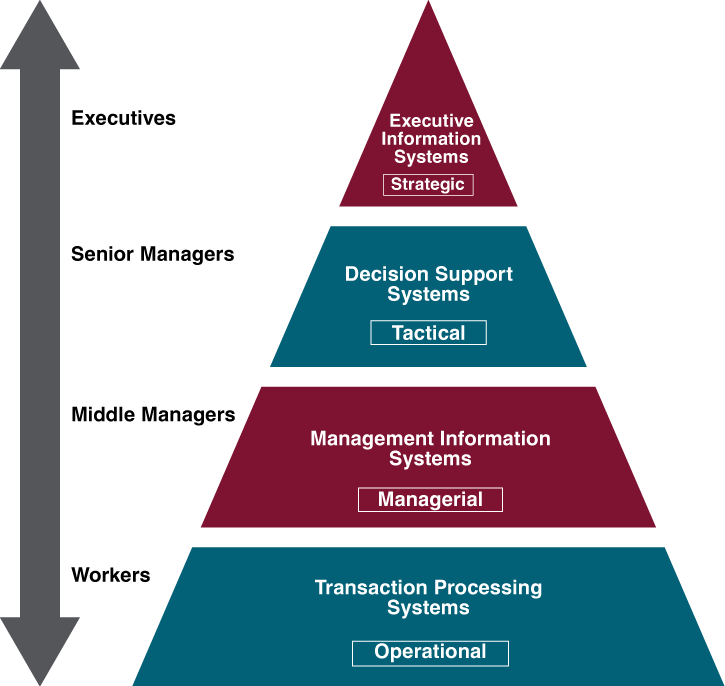 Executives
Executive
Information
Systems
Strategic
Senior Managers
Decision Support
Systems
Tactical
Middle Managers
Management Information
Systems
Managerial
Workers
Transaction Processing
Systems
Operational